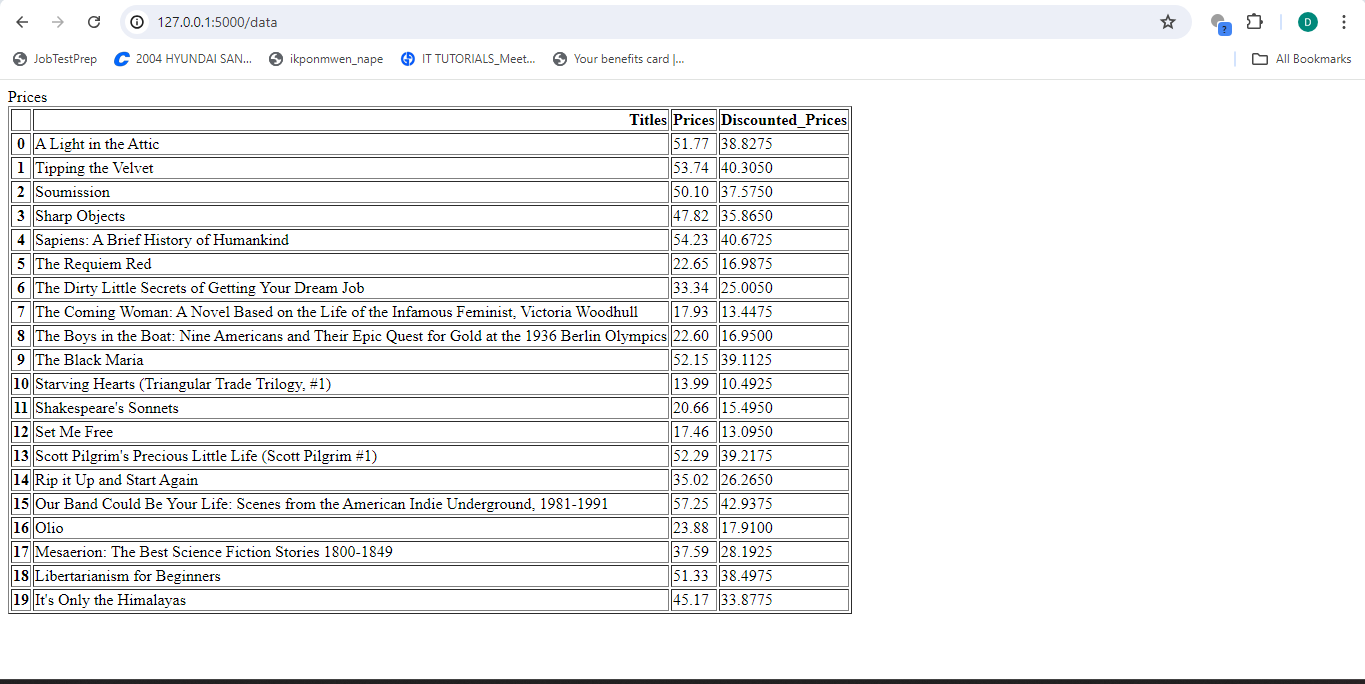 127.0.0.1:5000/data
D
?
JobTestPrep 2004 HYUNDAI SAN... ikponmwen_nape IT TUTORIALS_Meet... Your benefits card |... All Bookmarks
Prices
Titles Prices Discounted_Prices
0 A Light in the Attic 51.77 38.8275
1 Tipping the Velvet 53.74 40.3050
2 Soumission 50.10 37.5750
3 Sharp Objects 47.82 35.8650
4 Sapiens: A Brief History of Humankind 54.23 40.6725
5 The Requiem Red 22.65 16.9875
6 The Dirty Little Secrets of Getting Your Dream Job 33.34 25.0050
7 The Coming Woman: A Novel Based on the Life of the Infamous Feminist, Victoria Woodhull 17.93 13.4475
8 The Boys in the Boat: Nine Americans and Their Epic Quest for Gold at the 1936 Berlin Olympics 22.60 16.9500
9 The Black Maria 52.15 39.1125
10 Starving Hearts (Triangular Trade Trilogy, #1) 13.99 10.4925
11 Shakespeare's Sonnets 20.66 15.4950
12 Set Me Free 17.46 13.0950
13 Scott Pilgrim's Precious Little Life (Scott Pilgrim #1) 52.29 39.2175
14 Rip it Up and Start Again 35.02 26.2650
15 Our Band Could Be Your Life: Scenes from the American Indie Underground, 1981-1991 57.25 42.9375
16 Olio 23.88 17.9100
17 Mesaerion: The Best Science Fiction Stories 1800-1849 37.59 28.1925
18 Libertarianism for Beginners 51.33 38.4975
19 It's Only the Himalayas 45.17 33.8775